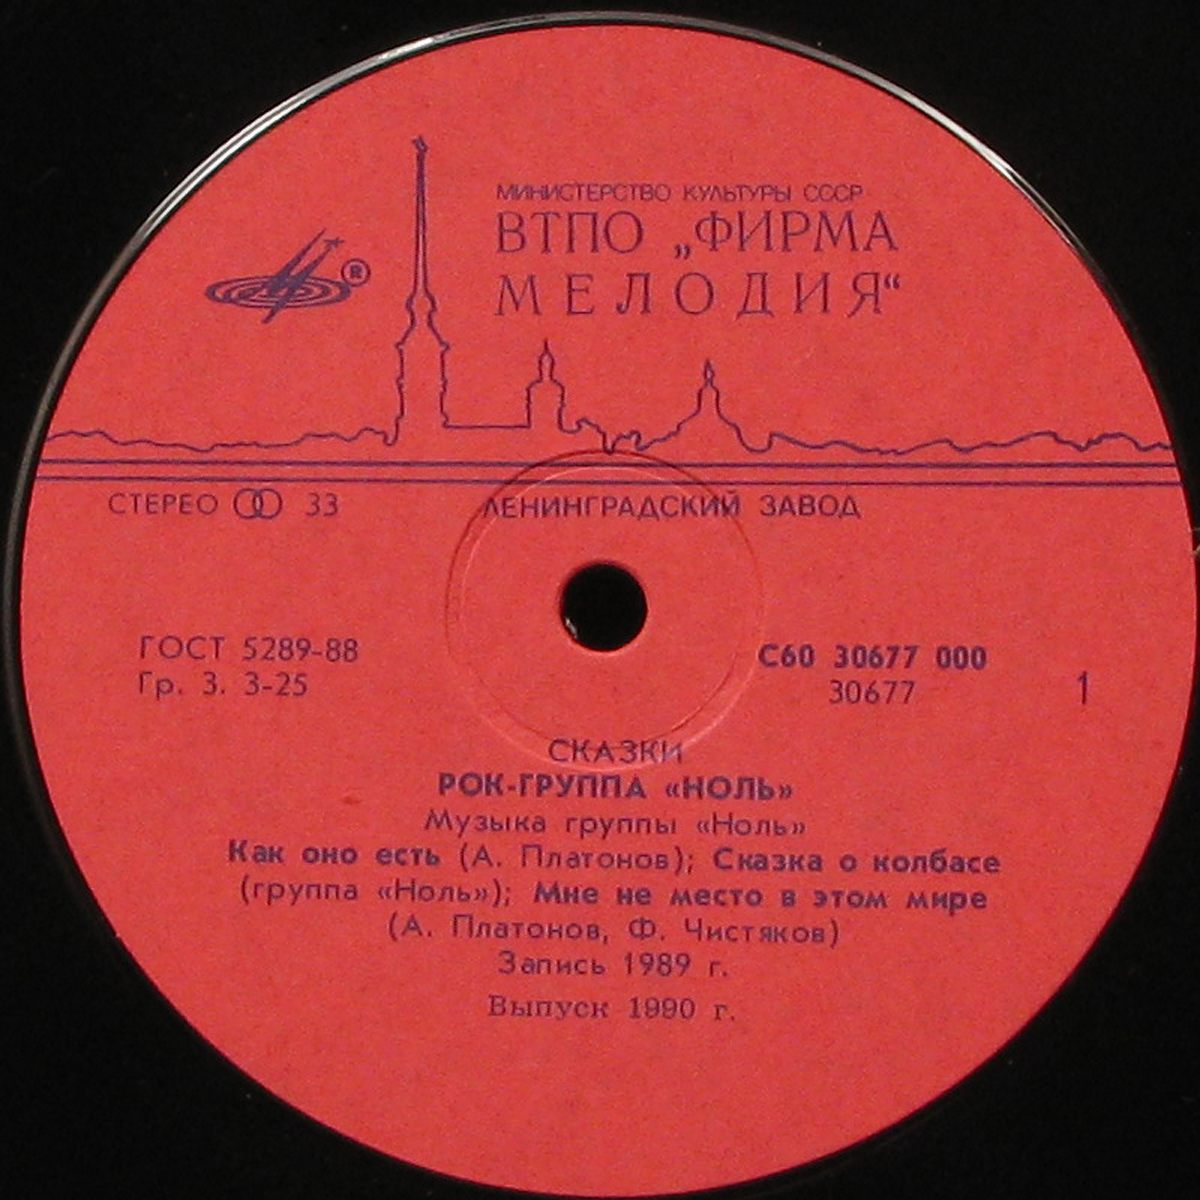 МИНИСТЕРСТВО КУЛЬТУРЫ СССР
ВТПО „ФИРМА
МЕЛОДИЯ“
®
СТЕРЕО 33
ЛЕНИНГРАДСКИЙ ЗАВОД
ГОСТ 5289-88
Гр. 3. 3-25
С60 30677 000
30677
1
СКАЗКИ
РОК-ГРУППА «НОЛЬ»
Музыка группы «Ноль»
Как оно есть (А. Платонов); Сказка о колбасе
(группа «Ноль»); Мне не место в этом мире
(А. Платонов, Ф. Чистяков)
Запись 1989 г.
Выпуск 1990 г.